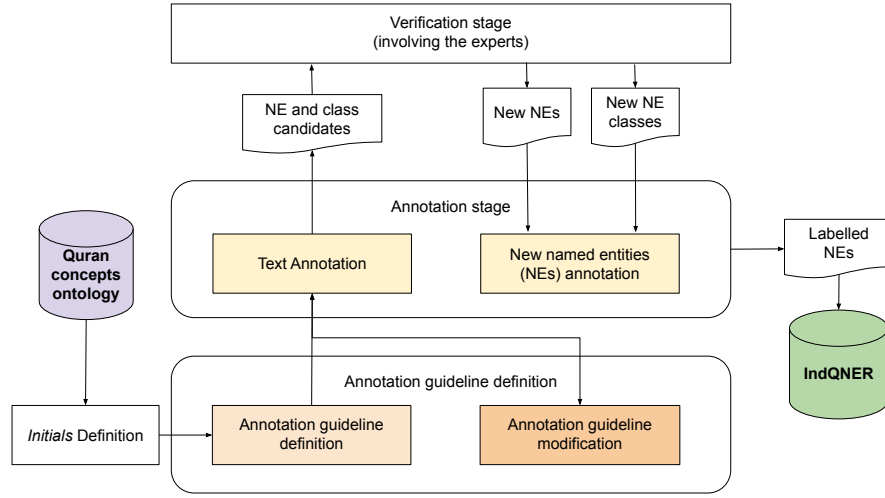 Verification stage
(involving the experts)
NE and class
candidates
New NEs
New NE
classes
Annotation stage
Text Annotation
New named entities
(NEs) annotation
Labelled
NEs
Quran
concepts
ontology
IndQNER
Annotation guideline definition
Initials Definition
Annotation guideline
definition
Annotation guideline
modification